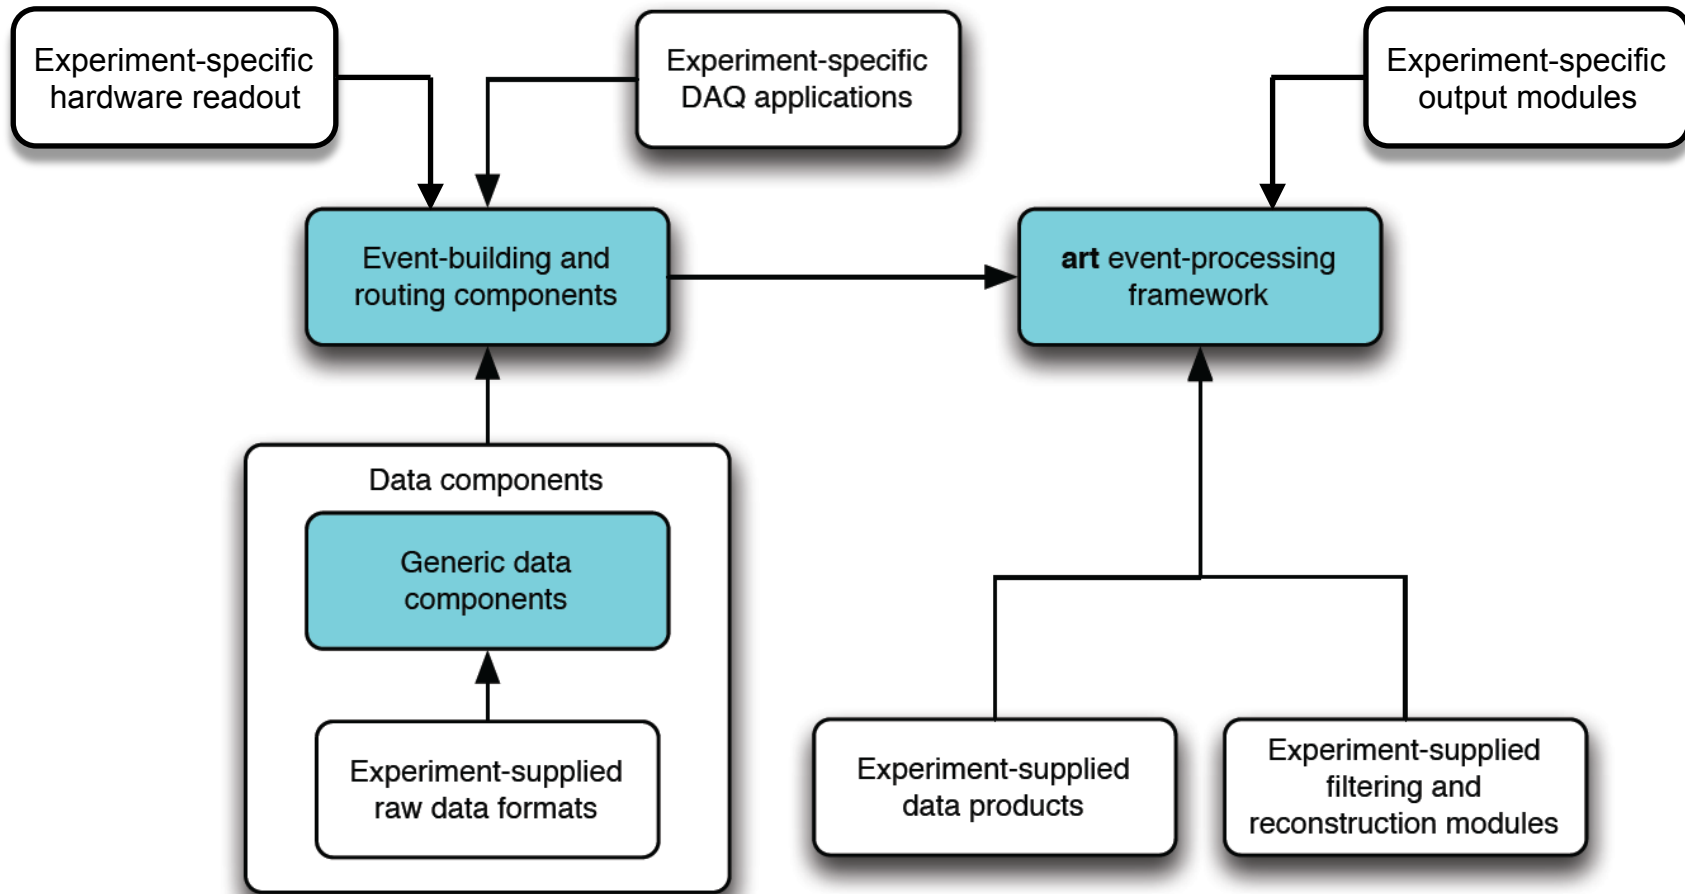 Experiment-specific
hardware readout
Experiment-specific
DAQ applications
Experiment-specific
output modules
Event-building and
routing components
art event-processing
framework
Data components
Generic data
components
Experiment-supplied
raw data formats
Experiment-supplied
data products
Experiment-supplied
filtering and
reconstruction modules